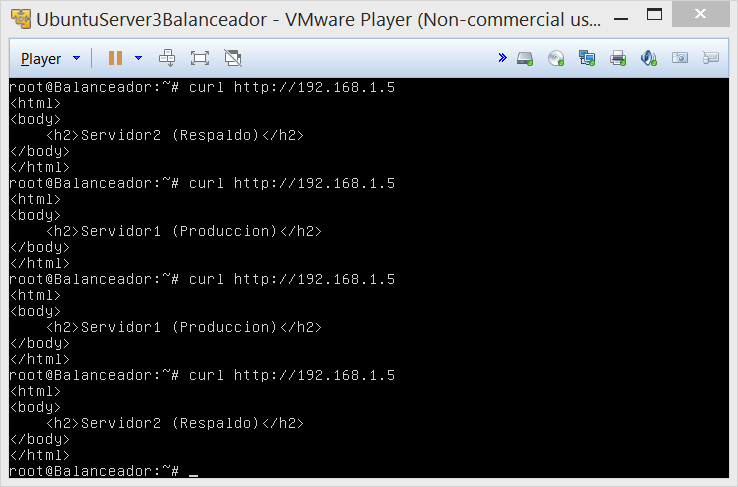 UbuntuServer3Balanceador - VMware Player (Non-commercial us...
Player
root@Balanceador:~# curl http://192.168.1.5
<html>
<body>
    <h2>Servidor2 (Respaldo)</h2>
</body>
</html>
root@Balanceador:~# curl http://192.168.1.5
<html>
<body>
    <h2>Servidor1 (Produccion)</h2>
</body>
</html>
root@Balanceador:~# curl http://192.168.1.5
<html>
<body>
    <h2>Servidor1 (Produccion)</h2>
</body>
</html>
root@Balanceador:~# curl http://192.168.1.5
<html>
<body>
    <h2>Servidor2 (Respaldo)</h2>
</body>
</html>
root@Balanceador:~# _